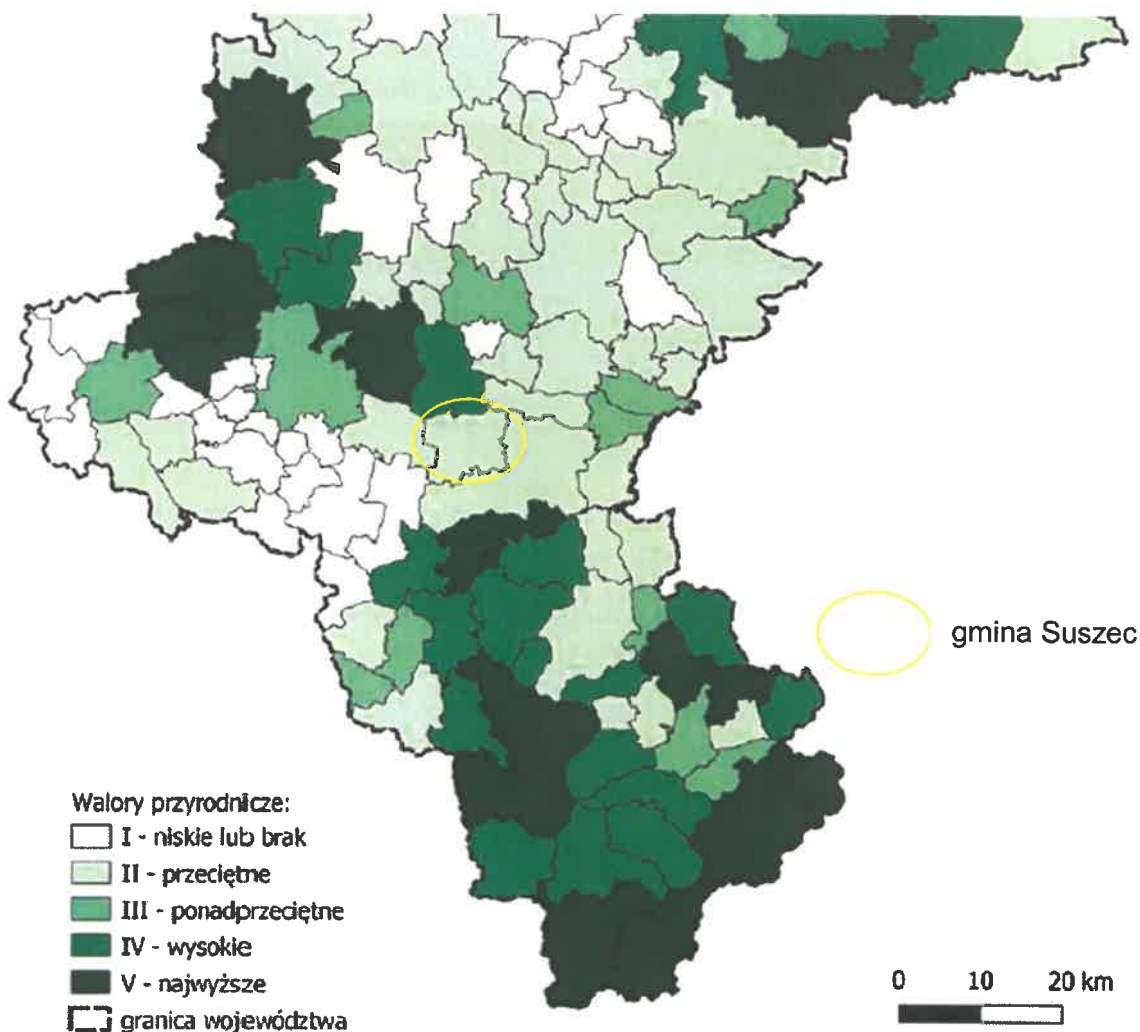 gmina Suszec
Walory przyrodnicze:
I - niskie lub brak
II - przeciętne
III - ponadprzeciętne
IV - wysokie
V - najwyższe
granica województwa
0 10 20 km